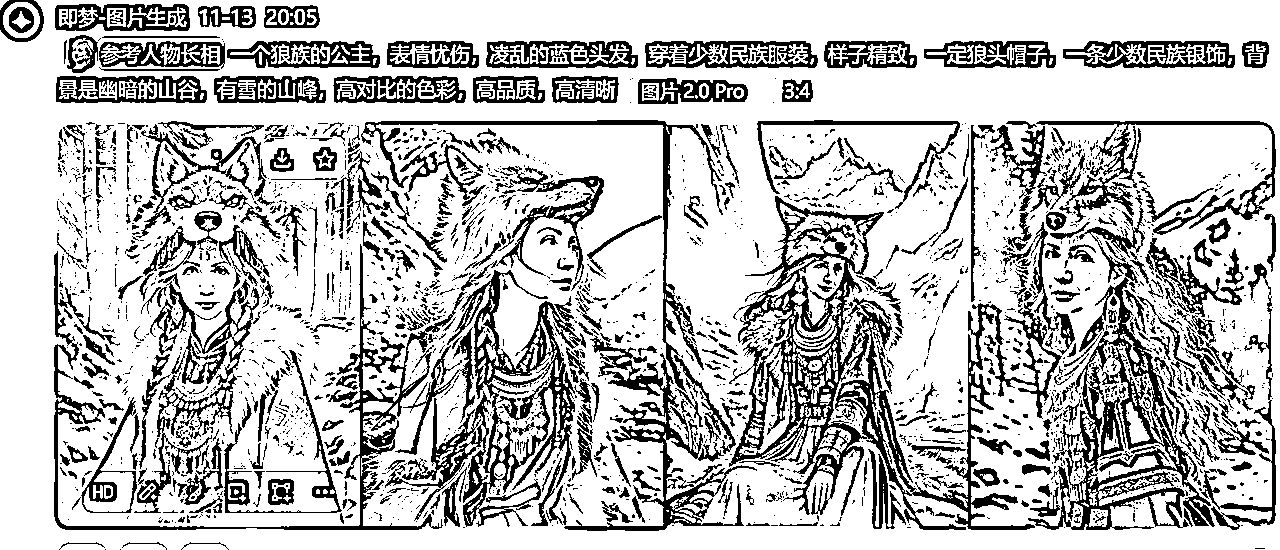 即梦-图片生成 11-13 20:05
参考人物长相 一个狼族的公主，表情忧伤，凌乱的蓝色头发，穿着少数民族服装，样子精致，一定狼头帽子，一条少数民族银饰，背
景是幽暗的山谷，有雪的山峰，高对比的色彩，高品质，高清晰 图片 2.0 Pro 3:4
HD